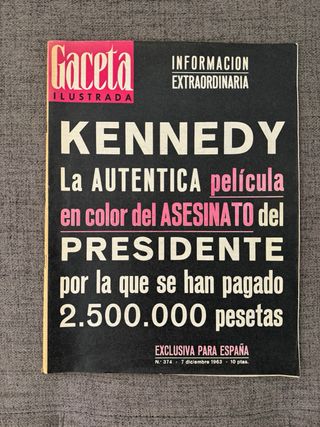 Gaceta
ILUSTRADA
INFORMACION
EXTRAORDINARIA
KENNEDY
La AUTENTICA película
en color del ASESINATO del
PRESIDENTE
por la que se han pagado
2.500.000 pesetas
EXCLUSIVA PARA ESPAÑA
N.º 374 - 7 diciembre 1963 - 10 ptas.